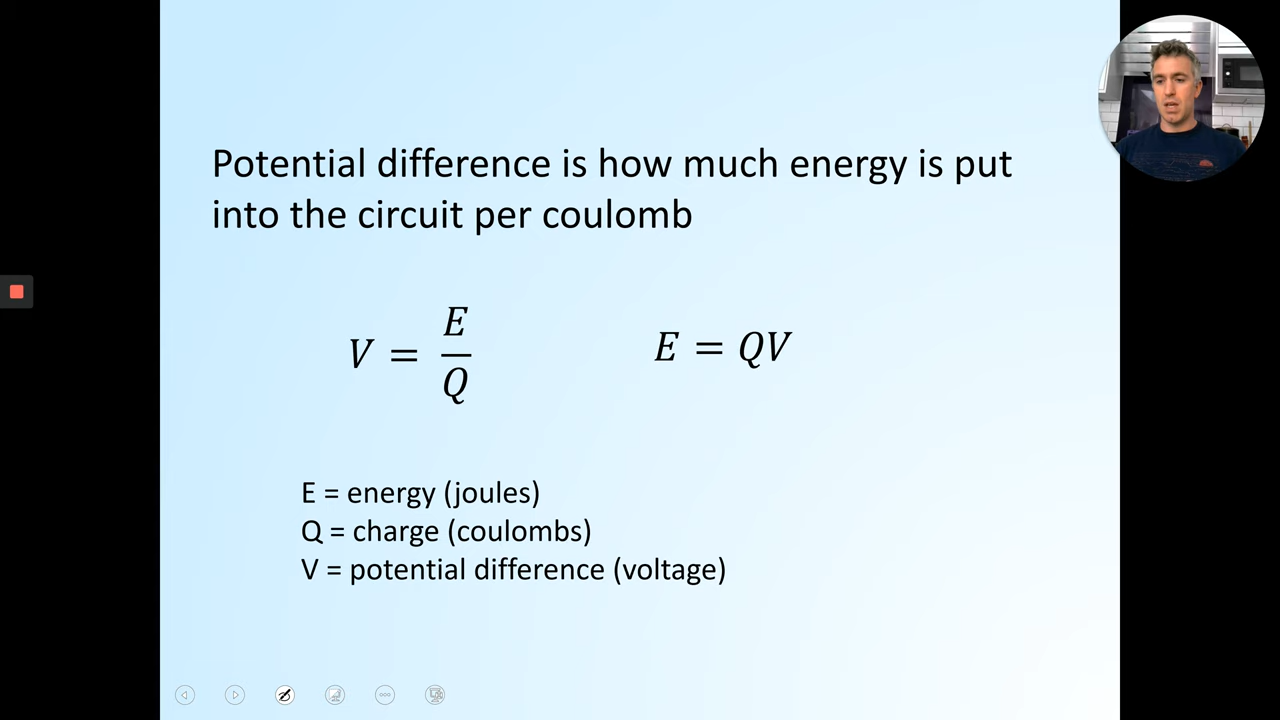 Potential difference is how much energy is put
into the circuit per coulomb
V = E/Q
E = QV
E = energy (joules)
Q = charge (coulombs)
V = potential difference (voltage)